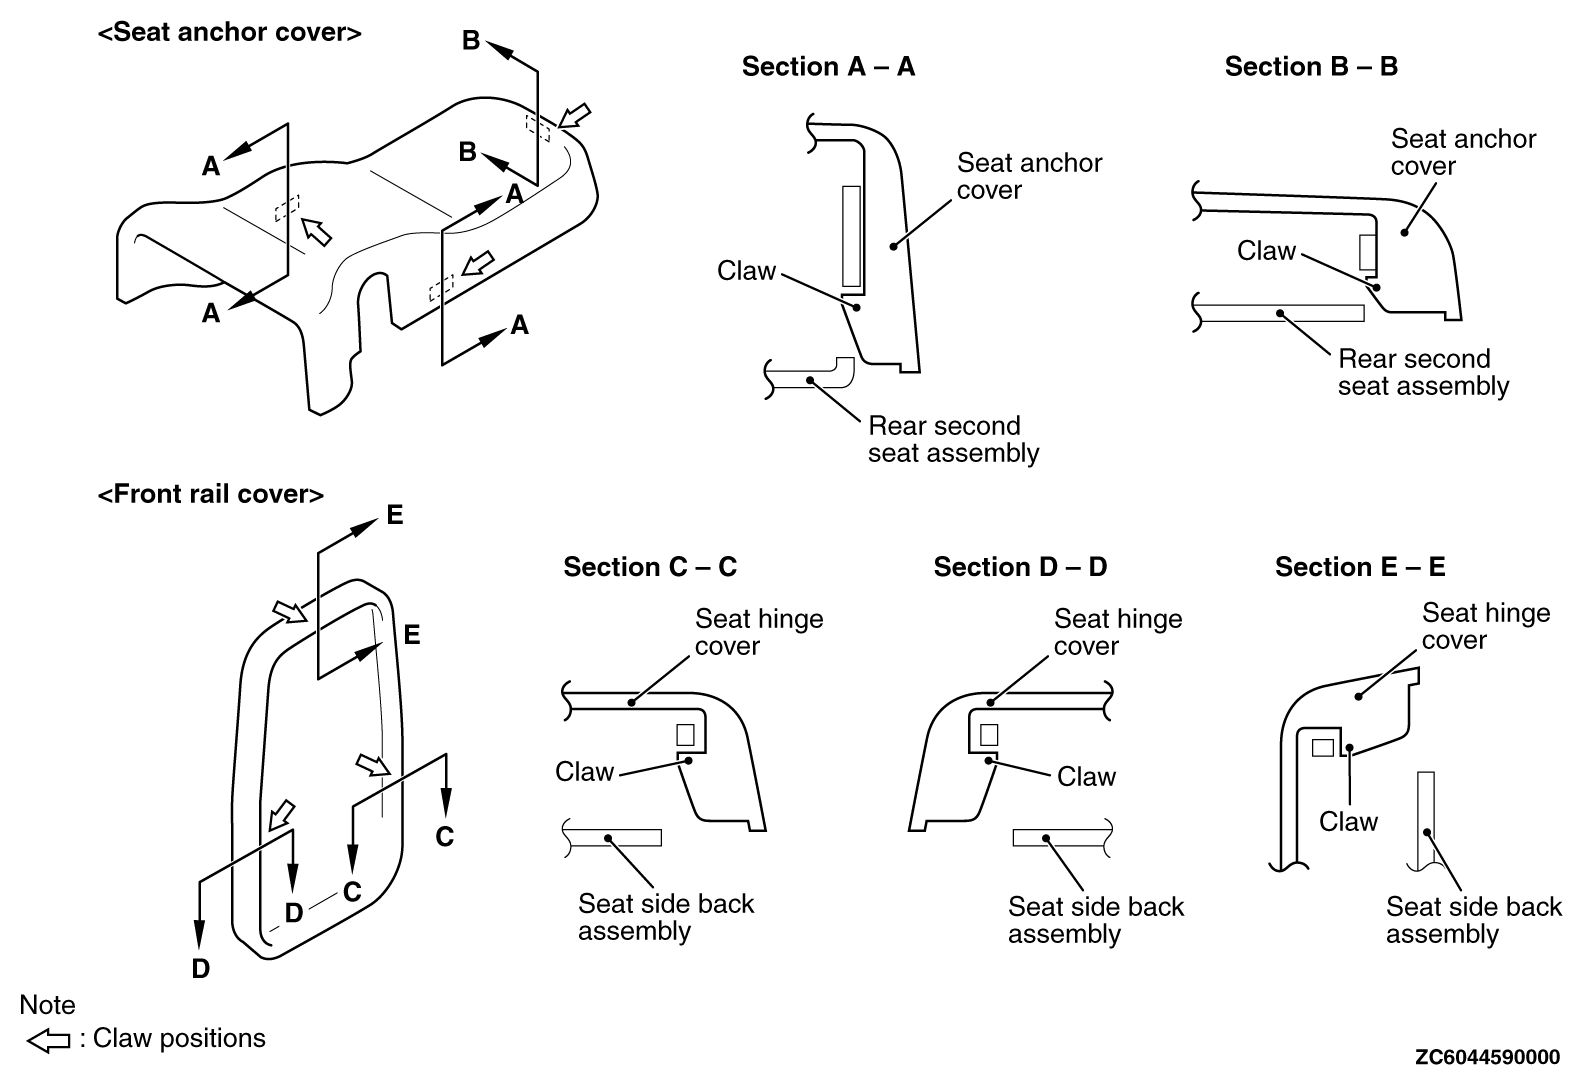 <Seat anchor cover>
B
B
A
A
A
A
Section A – A
Seat anchor
cover
Claw
Rear second
seat assembly
Section B – B
Seat anchor
cover
Claw
Rear second
seat assembly
<Front rail cover>
E
E
C
C
D
D
Section C – C
Seat hinge
cover
Claw
Seat side back
assembly
Section D – D
Seat hinge
cover
Claw
Seat side back
assembly
Section E – E
Seat hinge
cover
Claw
Seat side back
assembly
Note
: Claw positions
ZC6044590000